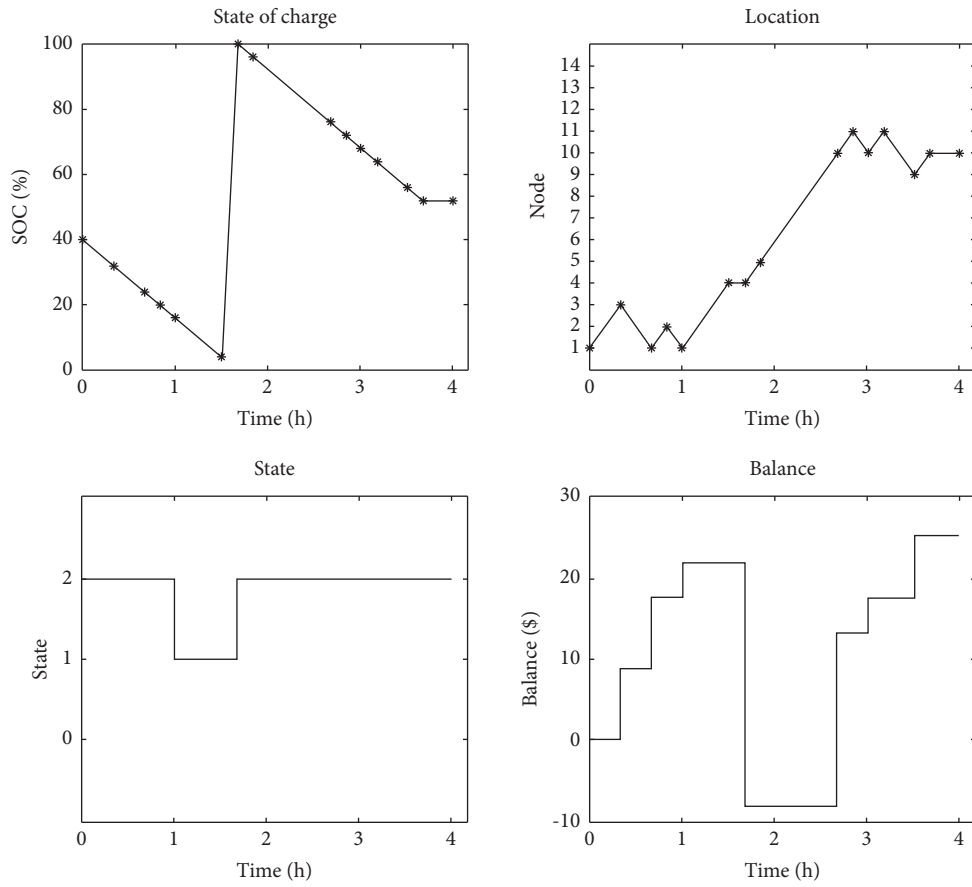 State of charge
100
80
60
40
20
0
SOC (%)
0 1 2 3 4
Time (h)
Location
14
13
12
11
10
9
8
7
6
5
4
3
2
1
Node
0 1 2 3 4
Time (h)
State
2
1
0
State
0 1 2 3 4
Time (h)
Balance
30
20
10
0
-10
Balance ($)
0 1 2 3 4
Time (h)